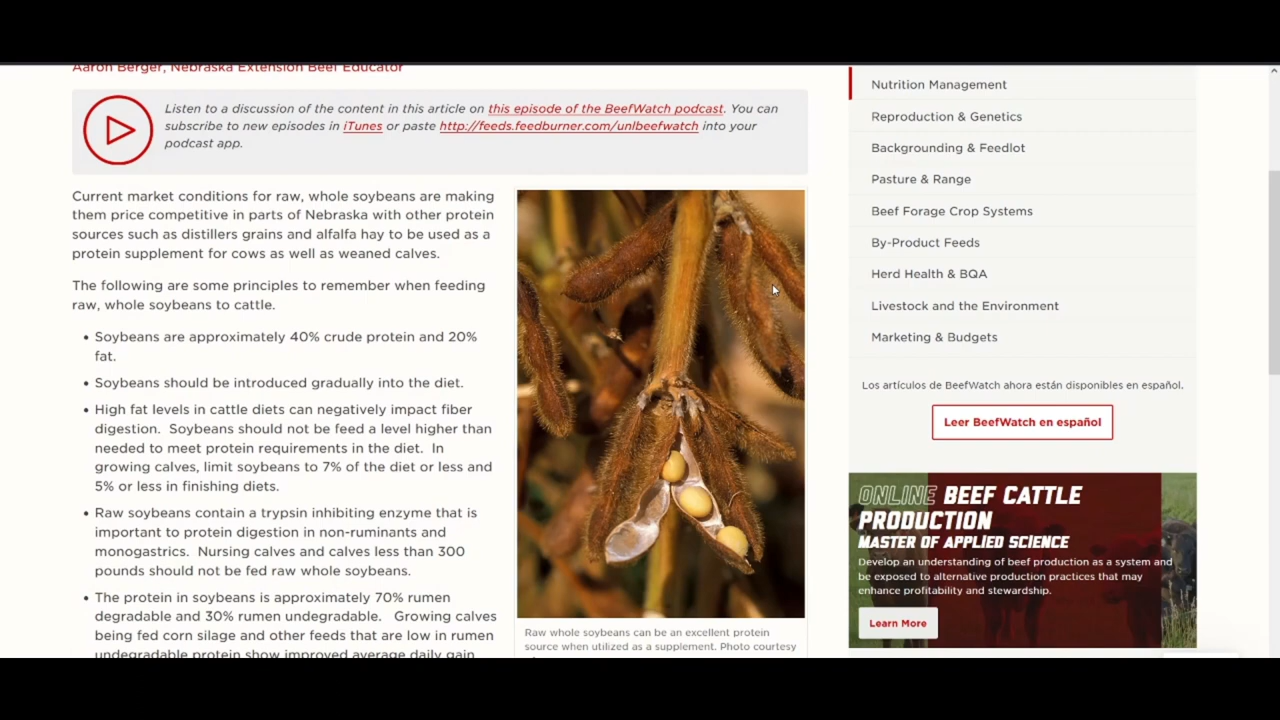 Aaron Berger, Nebraska Extension Beef Educator
Listen to a discussion of the content in this article on this episode of the BeefWatch podcast. You can
subscribe to new episodes in iTunes or paste http://feeds.feedburner.com/unlbeefwatch into your
podcast app.
Current market conditions for raw, whole soybeans are making
them price competitive in parts of Nebraska with other protein
sources such as distillers grains and alfalfa hay to be used as a
protein supplement for cows as well as weaned calves.
The following are some principles to remember when feeding
raw, whole soybeans to cattle.
• Soybeans are approximately 40% crude protein and 20%
fat.
• Soybeans should be introduced gradually into the diet.
• High fat levels in cattle diets can negatively impact fiber
digestion. Soybeans should not be feed a level higher than
needed to meet protein requirements in the diet. In
growing calves, limit soybeans to 7% of the diet or less and
5% or less in finishing diets.
• Raw soybeans contain a trypsin inhibiting enzyme that is
important to protein digestion in non-ruminants and
monogastrics. Nursing calves and calves less than 300
pounds should not be fed raw whole soybeans.
• The protein in soybeans is approximately 70% rumen
degradable and 30% rumen undegradable. Growing calves
being fed corn silage and other feeds that are low in rumen
undegradable protein show improved average daily gain
Raw whole soybeans can be an excellent protein
source when utilized as a supplement. Photo courtesy
Nutrition Management
Reproduction & Genetics
Backgrounding & Feedlot
Pasture & Range
Beef Forage Crop Systems
By-Product Feeds
Herd Health & BQA
Livestock and the Environment
Marketing & Budgets
Los artículos de BeefWatch ahora están disponibles en español.
Leer BeefWatch en español
ONLINE BEEF CATTLE
PRODUCTION
MASTER OF APPLIED SCIENCE
Develop an understanding of beef production as a system and
be exposed to alternative production practices that may
enhance profitability and stewardship.
Learn More